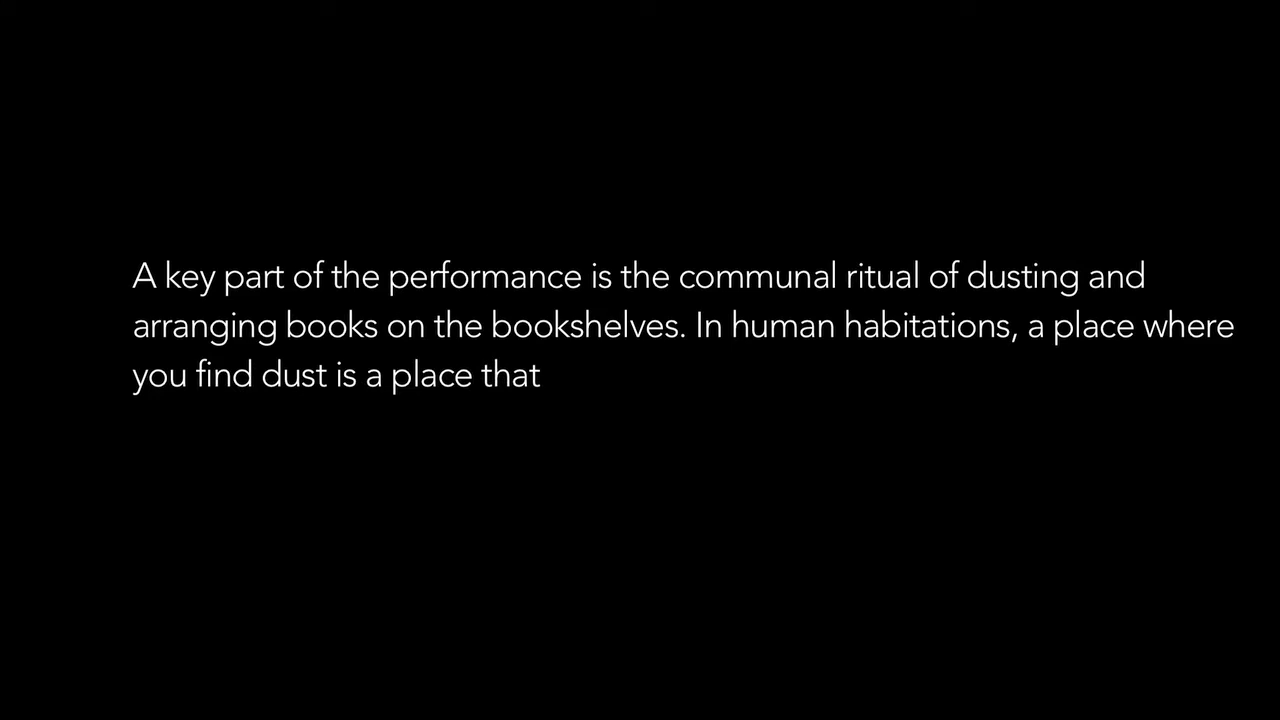 A key part of the performance is the communal ritual of dusting and
arranging books on the bookshelves. In human habitations, a place where
you find dust is a place that